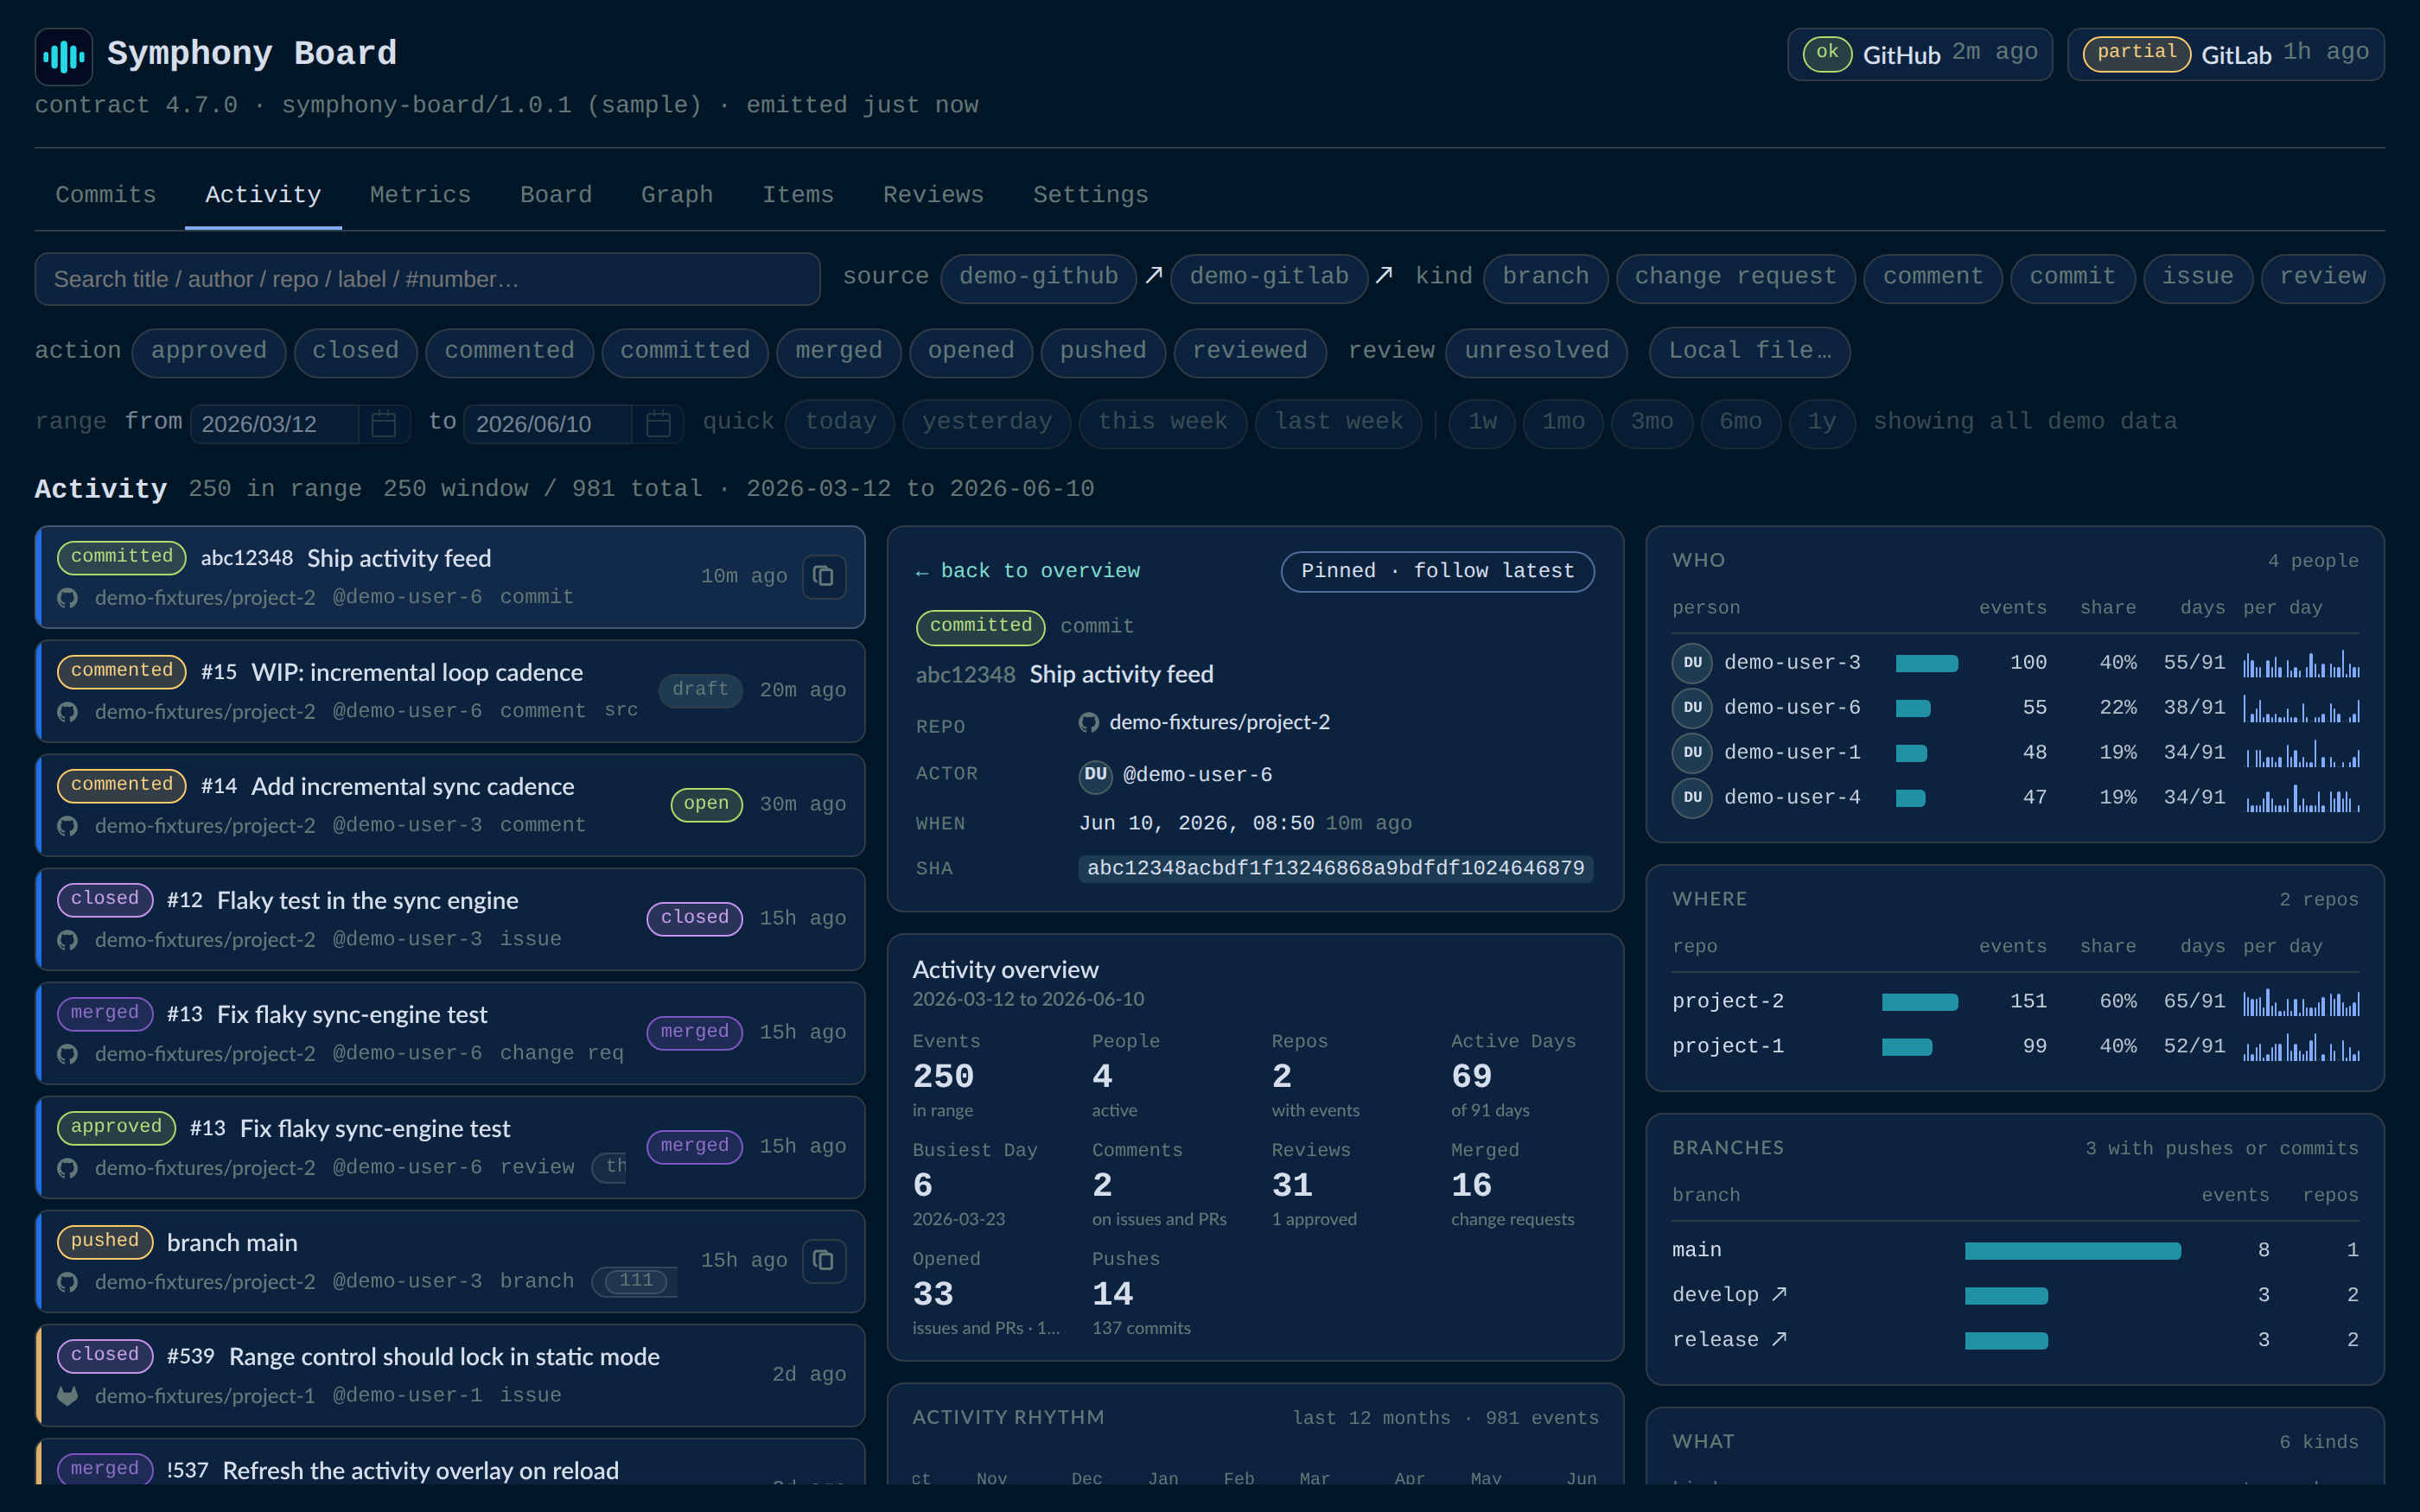 Symphony Board
ok GitHub 2m ago
partial GitLab 1h ago
contract 4.7.0 · symphony-board/1.0.1 (sample) · emitted just now
Commits Activity Metrics Board Graph Items Reviews Settings
Search title / author / repo / label / #number…
source demo-github ↗ demo-gitlab ↗ kind branch change request comment commit issue review
action approved closed commented committed merged opened pushed reviewed review unresolved Local file…
range from 2026/03/12 to 2026/06/10 quick today yesterday this week last week 1w 1mo 3mo 6mo 1y showing all demo data
Activity 250 in range 250 window / 981 total · 2026-03-12 to 2026-06-10
committed abc12348 Ship activity feed 10m ago
demo-fixtures/project-2 @demo-user-6 commit
commented #15 WIP: incremental loop cadence draft 20m ago
demo-fixtures/project-2 @demo-user-6 comment src
commented #14 Add incremental sync cadence open 30m ago
demo-fixtures/project-2 @demo-user-3 comment
closed #12 Flaky test in the sync engine closed 15h ago
demo-fixtures/project-2 @demo-user-3 issue
merged #13 Fix flaky sync-engine test merged 15h ago
demo-fixtures/project-2 @demo-user-6 change req
approved #13 Fix flaky sync-engine test merged 15h ago
demo-fixtures/project-2 @demo-user-6 review th
pushed branch main 15h ago
demo-fixtures/project-2 @demo-user-3 branch 111
closed #539 Range control should lock in static mode 2d ago
demo-fixtures/project-1 @demo-user-1 issue
merged !537 Refresh the activity overlay on reload
← back to overview Pinned · follow latest
committed commit
abc12348 Ship activity feed
REPO demo-fixtures/project-2
ACTOR DU @demo-user-6
WHEN Jun 10, 2026, 08:50 10m ago
SHA abc12348acbdf1f13246868a9bdfdf1024646879
Activity overview
2026-03-12 to 2026-06-10
Events People Repos Active Days
250 4 2 69
in range active with events of 91 days
Busiest Day Comments Reviews Merged
6 2 31 16
2026-03-23 on issues and PRs 1 approved change requests
Opened Pushes
33 14
issues and PRs · 1… 137 commits
ACTIVITY RHYTHM last 12 months · 981 events
ct Nov Dec Jan Feb Mar Apr May Jun
WHO 4 people
person events share days per day
DU demo-user-3 100 40% 55/91
DU demo-user-6 55 22% 38/91
DU demo-user-1 48 19% 34/91
DU demo-user-4 47 19% 34/91
WHERE 2 repos
repo events share days per day
project-2 151 60% 65/91
project-1 99 40% 52/91
BRANCHES 3 with pushes or commits
branch events repos
main 8 1
develop ↗ 3 2
release ↗ 3 2
WHAT 6 kinds